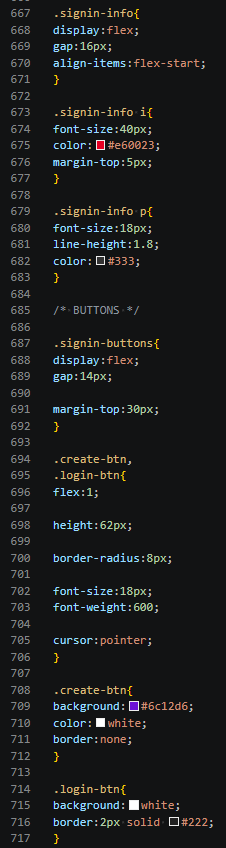 667 .signin-info{
668 display:flex;
669 gap:16px;
670 align-items:flex-start;
671 }
672
673 .signin-info i{
674 font-size:40px;
675 color:#e60023;
676 margin-top:5px;
677 }
678
679 .signin-info p{
680 font-size:18px;
681 line-height:1.8;
682 color:#333;
683 }
684
685 /* BUTTONS */
686
687 .signin-buttons{
688 display:flex;
689 gap:14px;
690
691 margin-top:30px;
692 }
693
694 .create-btn,
695 .login-btn{
696 flex:1;
697
698 height:62px;
699
700 border-radius:8px;
701
702 font-size:18px;
703 font-weight:600;
704
705 cursor:pointer;
706 }
707
708 .create-btn{
709 background:#6c12d6;
710 color:white;
711 border:none;
712 }
713
714 .login-btn{
715 background:white;
716 border:2px solid #222;
717 }